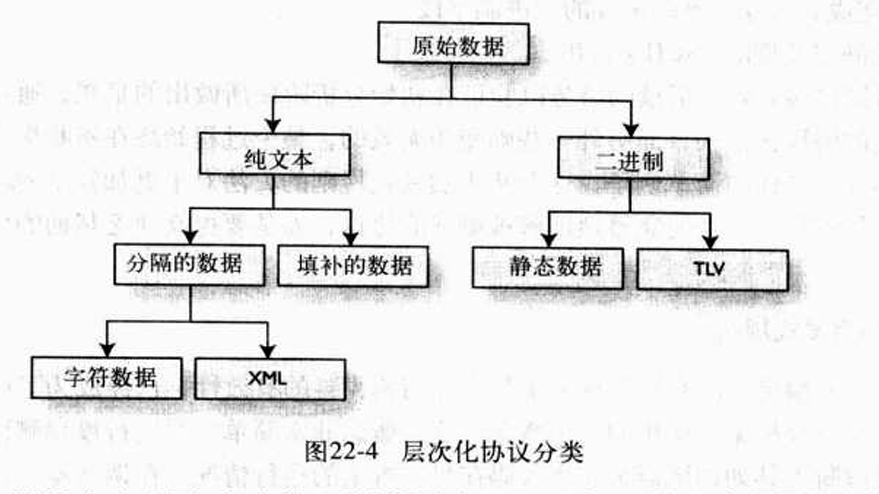 原始数据
纯文本
二进制
分隔的数据
填补的数据
静态数据
TLV
字符数据
XML
图22-4 层次化协议分类